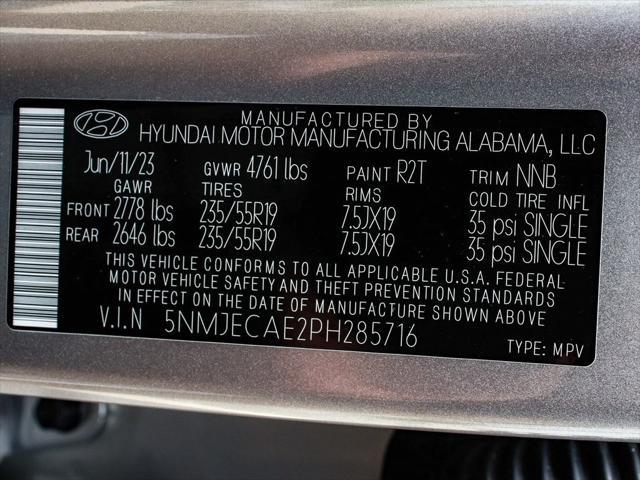 MANUFACTURED BY
HYUNDAI MOTOR MANUFACTURING ALABAMA, LLC
Jun/11/23 GVWR 4761 lbs PAINT R2T TRIM NNB
GAWR TIRES RIMS COLD TIRE INFL
FRONT 2778 lbs 235/55R19 7.5JX19 35 psi SINGLE
REAR 2646 lbs 235/55R19 7.5JX19 35 psi SINGLE
THIS VEHICLE CONFORMS TO ALL APPLICABLE U.S.A. FEDERAL
MOTOR VEHICLE SAFETY AND THEFT PREVENTION STANDARDS
IN EFFECT ON THE DATE OF MANUFACTURE SHOWN ABOVE
V.I.N 5NMJECAE2PH285716
TYPE: MPV